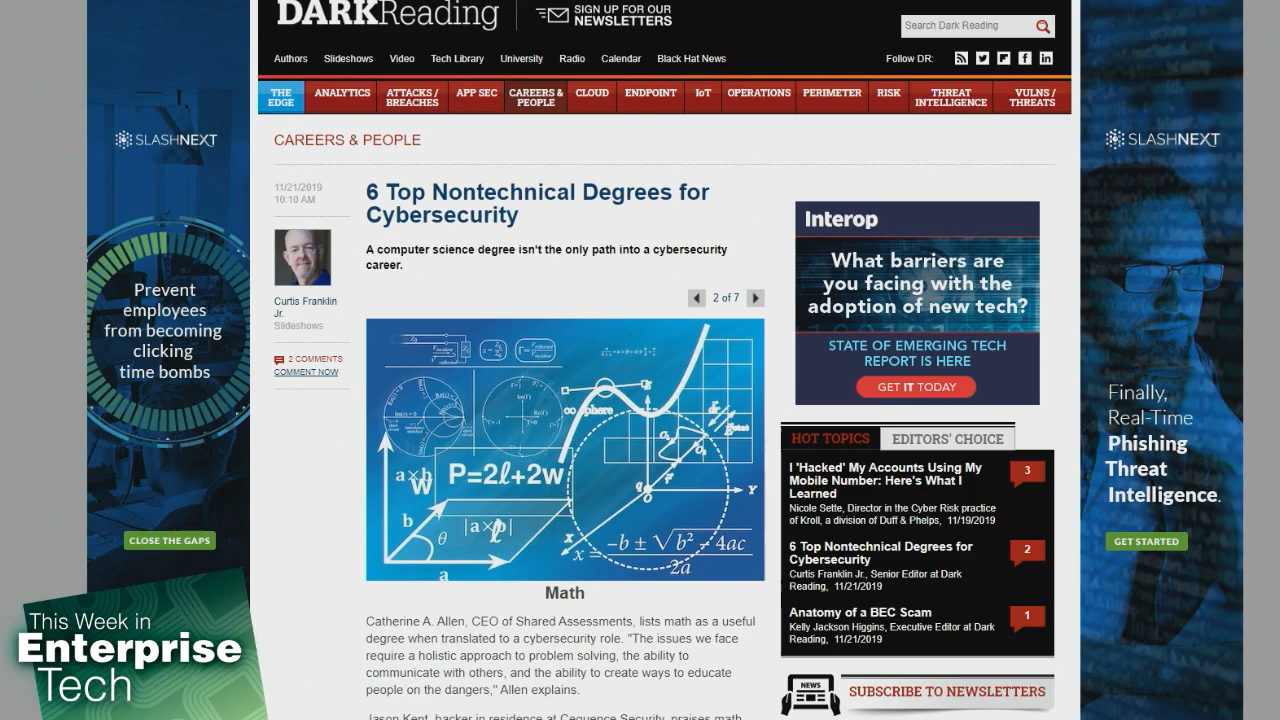 DARKReading
SIGN UP FOR OUR
NEWSLETTERS
Search Dark Reading
Authors Slideshows Video Tech Library University Radio Calendar Black Hat News
Follow DR:
THE EDGE
ANALYTICS
ATTACKS / BREACHES
APP SEC
CAREERS & PEOPLE
CLOUD
ENDPOINT
IoT
OPERATIONS
PERIMETER
RISK
THREAT INTELLIGENCE
VULNS / THREATS
CAREERS & PEOPLE
11/21/2019
10:10 AM
Curtis Franklin
Jr.
Slideshows
2 COMMENTS
COMMENT NOW
6 Top Nontechnical Degrees for
Cybersecurity
A computer science degree isn't the only path into a cybersecurity
career.
2 of 7
P=2ℓ+2w
a×b
W
b
θ
|a×b|
a
x = −b ± √b² − 4ac
2a
Math
Catherine A. Allen, CEO of Shared Assessments, lists math as a useful
degree when translated to a cybersecurity role. "The issues we face
require a holistic approach to problem solving, the ability to
communicate with others, and the ability to create ways to educate
people on the dangers," Allen explains.
Jason Kent, hacker in residence at Cequence Security, praises math
Interop
What barriers are
you facing with the
adoption of new tech?
STATE OF EMERGING TECH
REPORT IS HERE
GET IT TODAY
HOT TOPICS
EDITORS' CHOICE
I 'Hacked' My Accounts Using My
Mobile Number: Here's What I
Learned
3
Nicole Sette, Director in the Cyber Risk practice
of Kroll, a division of Duff & Phelps, 11/19/2019
6 Top Nontechnical Degrees for
Cybersecurity
2
Curtis Franklin Jr., Senior Editor at Dark
Reading, 11/21/2019
Anatomy of a BEC Scam
1
Kelly Jackson Higgins, Executive Editor at Dark
Reading, 11/21/2019
NEWS
SUBSCRIBE TO NEWSLETTERS
SLASHNEXT
Prevent
employees
from becoming
clicking
time bombs
CLOSE THE GAPS
SLASHNEXT
Finally,
Real-Time
Phishing
Threat
Intelligence.
GET STARTED
This Week in
Enterprise
Tech